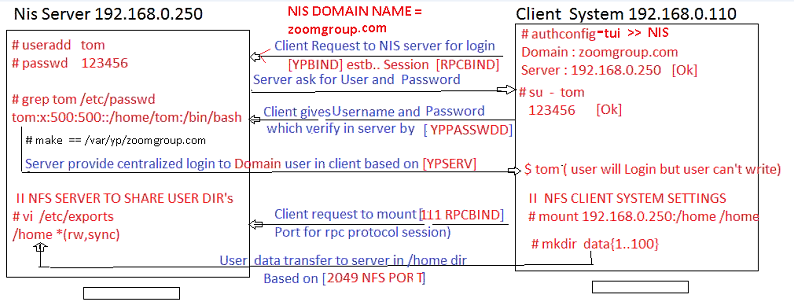 Nis Server 192.168.0.250
# useradd tom
# passwd 123456
# grep tom /etc/passwd
tom:x:500:500::/home/tom:/bin/bash
# make == /var/yp/zoomgroup.com
II NFS SERVER TO SHARE USER DIR's
# vi /etc/exports
/home *(rw,sync)
NIS DOMAIN NAME =
zoomgroup.com
Client Request to NIS server for login
[YPBIND] estb.. Session [RPCBIND]
Server ask for User and Password
Client gives Username and Password
which verify in server by [ YPPASSWDD]
Server provide centralized login to Domain user in client based on [YPSERV]
Client request to mount [111 RPCBIND]
Port for rpc protocol session)
User data transfer to server in /home dir
Based on [2049 NFS PORT]
Client System 192.168.0.110
# authconfig=tui >> NIS
Domain : zoomgroup.com
Server : 192.168.0.250 [Ok]
# su - tom
123456 [Ok]
$ tom ( user will Login but user can't write)
II NFS CLIENT SYSTEM SETTINGS
# mount 192.168.0.250:/home /home
# mkdir data{1..100}